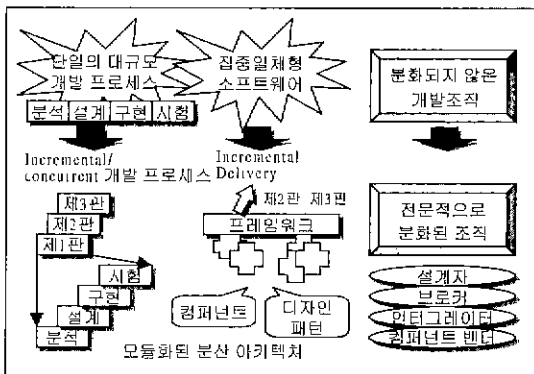 단일의 대규모
개발 프로세스
분석 설계 구현 시험
집중일체형
소프트웨어
분화되지 않은
개발조직
Incremental/
concurrent 개발 프로세스
Incremental
Delivery
제3판
제2판
제1판
시험
구현
설계
분석
제2판 제3판
프레임워크
컴퍼넌트
디자인
패턴
모듈화된 분산 아키텍처
전문적으로
분화된 조직
설계자
브로커
인터그레이터
컴퍼넌트 벤더